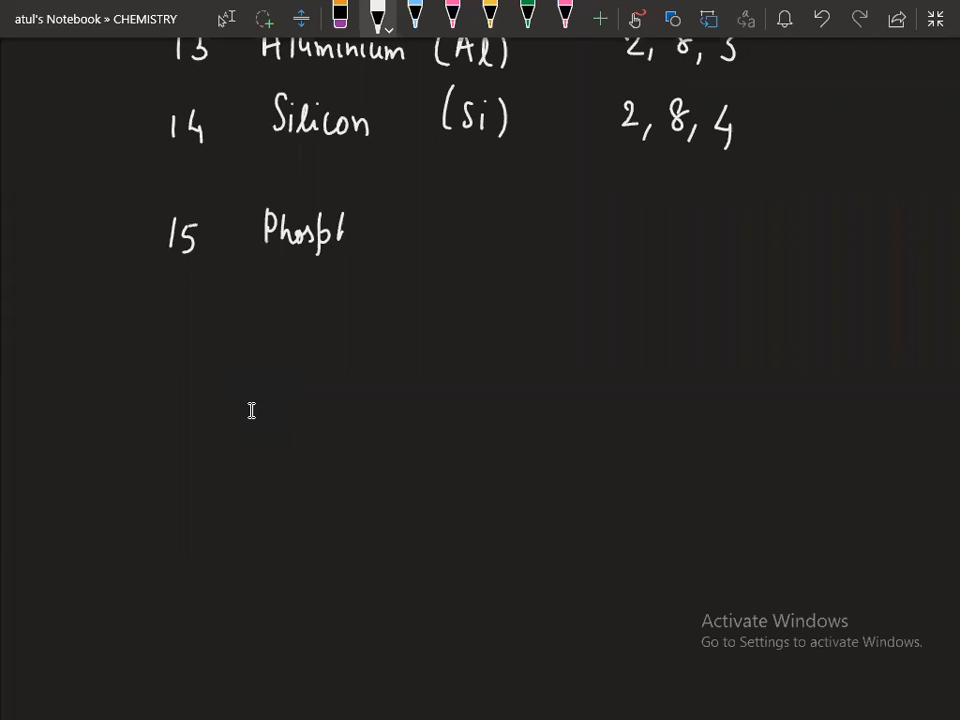 atul's Notebook » CHEMISTRY
13 Aluminium (Al) 2, 8, 3
14 Silicon (Si) 2, 8, 4
15 Phosph
Activate Windows
Go to Settings to activate Windows.